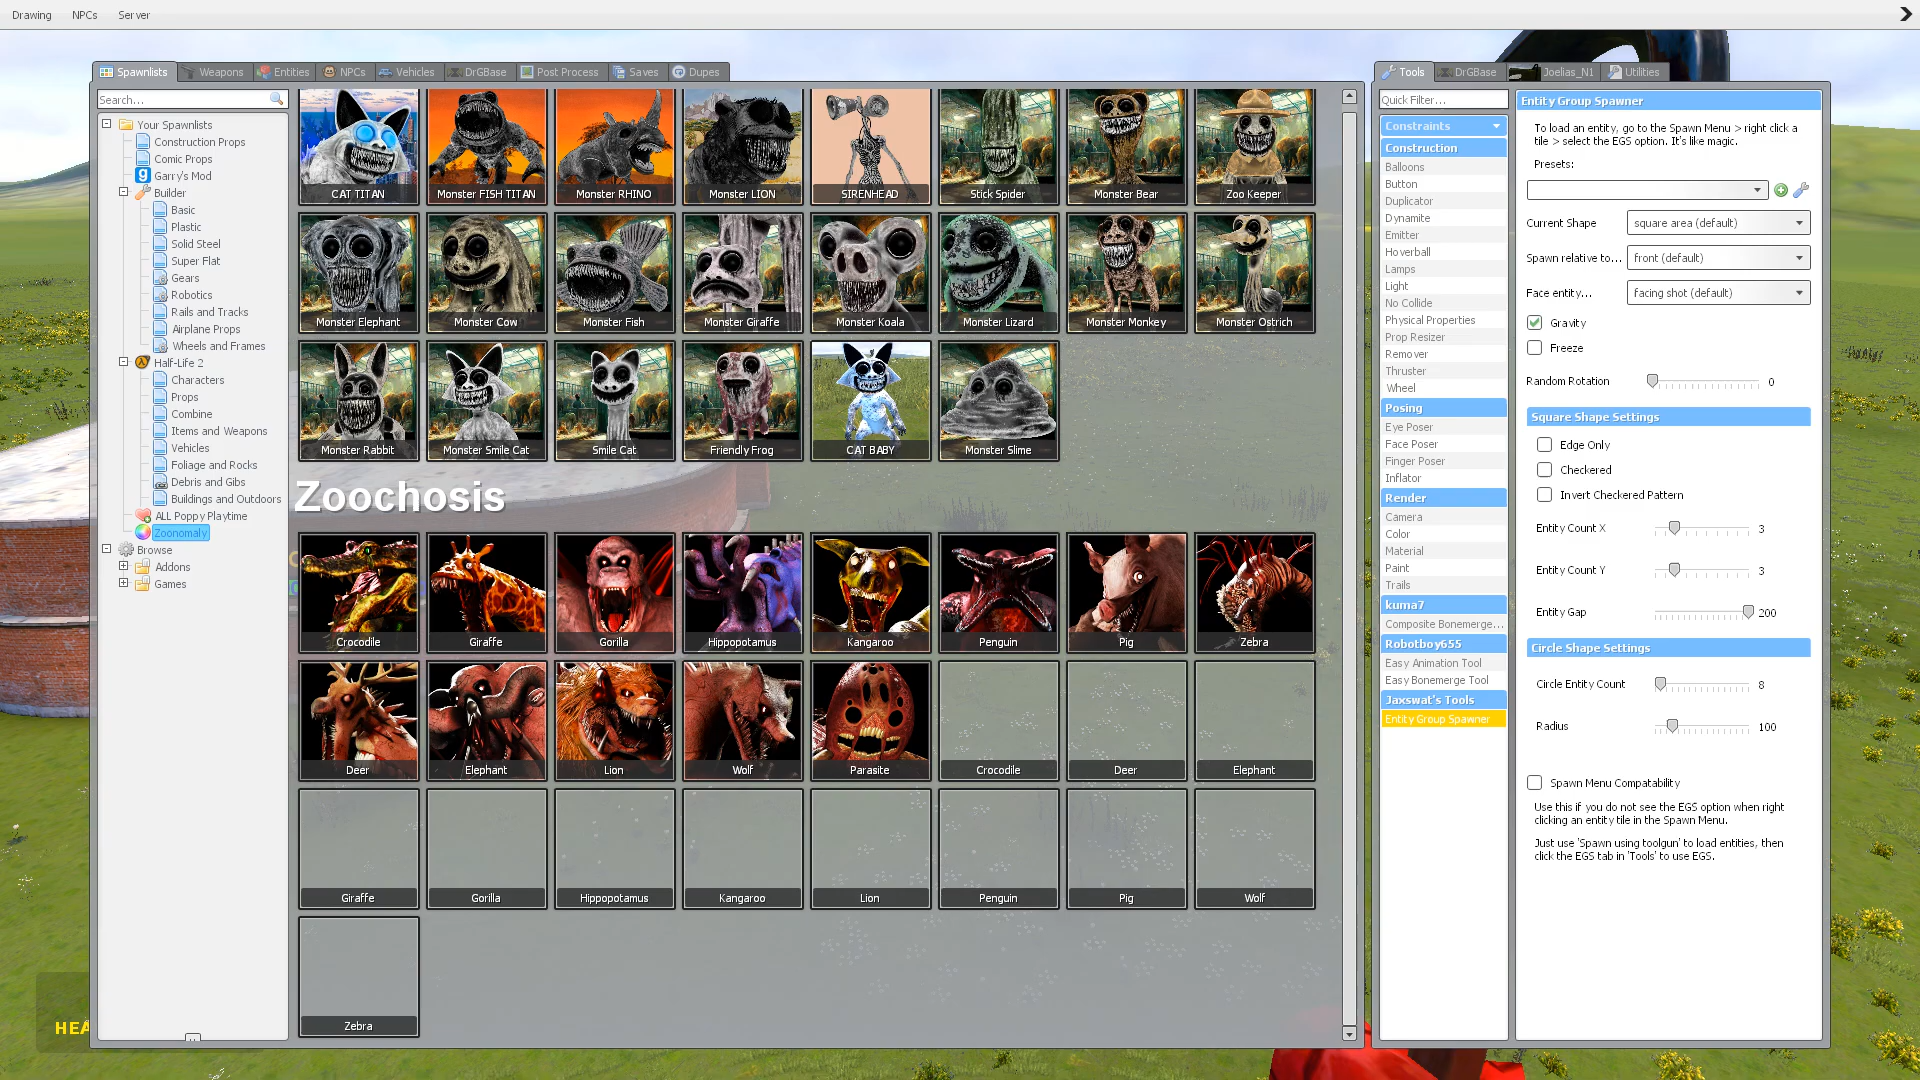 Drawing NPCs Server
Spawnlists Weapons Entities NPCs Vehicles DrGBase Post Process Saves Dupes
Search...
Your Spawnlists
Construction Props
Comic Props
Garry's Mod
Builder
Basic
Plastic
Solid Steel
Super Flat
Gears
Robotics
Rails and Tracks
Airplane Props
Wheels and Frames
Half-Life 2
Characters
Props
Combine
Items and Weapons
Vehicles
Foliage and Rocks
Debris and Gibs
Buildings and Outdoors
ALL Poppy Playtime
Zoonomaly
Browse
Addons
Games
CAT TITAN Monster FISH TITAN Monster RHINO Monster LION SIRENHEAD Stick Spider Monster Bear Zoo Keeper
Monster Elephant Monster Cow Monster Fish Monster Giraffe Monster Koala Monster Lizard Monster Monkey Monster Ostrich
Monster Rabbit Monster Smile Cat Smile Cat Friendly Frog CAT BABY Monster Slime
Zoochosis
Crocodile Giraffe Gorilla Hippopotamus Kangaroo Penguin Pig Zebra
Deer Elephant Lion Wolf Parasite Crocodile Deer Elephant
Giraffe Gorilla Hippopotamus Kangaroo Lion Penguin Pig Wolf
Zebra
HEA
Tools DrGBase Joelias_N1 Utilities
Quick Filter...
Constraints
Construction
Balloons
Button
Duplicator
Dynamite
Emitter
Hoverball
Lamps
Light
No Collide
Physical Properties
Prop Resizer
Remover
Thruster
Wheel
Posing
Eye Poser
Face Poser
Finger Poser
Inflator
Render
Camera
Color
Material
Paint
Trails
kuma7
Composite Bonemerge...
Robotboy655
Easy Animation Tool
Easy Bonemerge Tool
Jaxswat's Tools
Entity Group Spawner
Entity Group Spawner
To load an entity, go to the Spawn Menu > right click a
tile > select the EGS option. It's like magic.
Presets:
Current Shape square area (default)
Spawn relative to... front (default)
Face entity... facing shot (default)
Gravity
Freeze
Random Rotation 0
Square Shape Settings
Edge Only
Checkered
Invert Checkered Pattern
Entity Count X 3
Entity Count Y 3
Entity Gap 200
Circle Shape Settings
Circle Entity Count 8
Radius 100
Spawn Menu Compatability
Use this if you do not see the EGS option when right
clicking an entity tile in the Spawn Menu.
Just use 'Spawn using toolgun' to load entities, then
click the EGS tab in 'Tools' to use EGS.